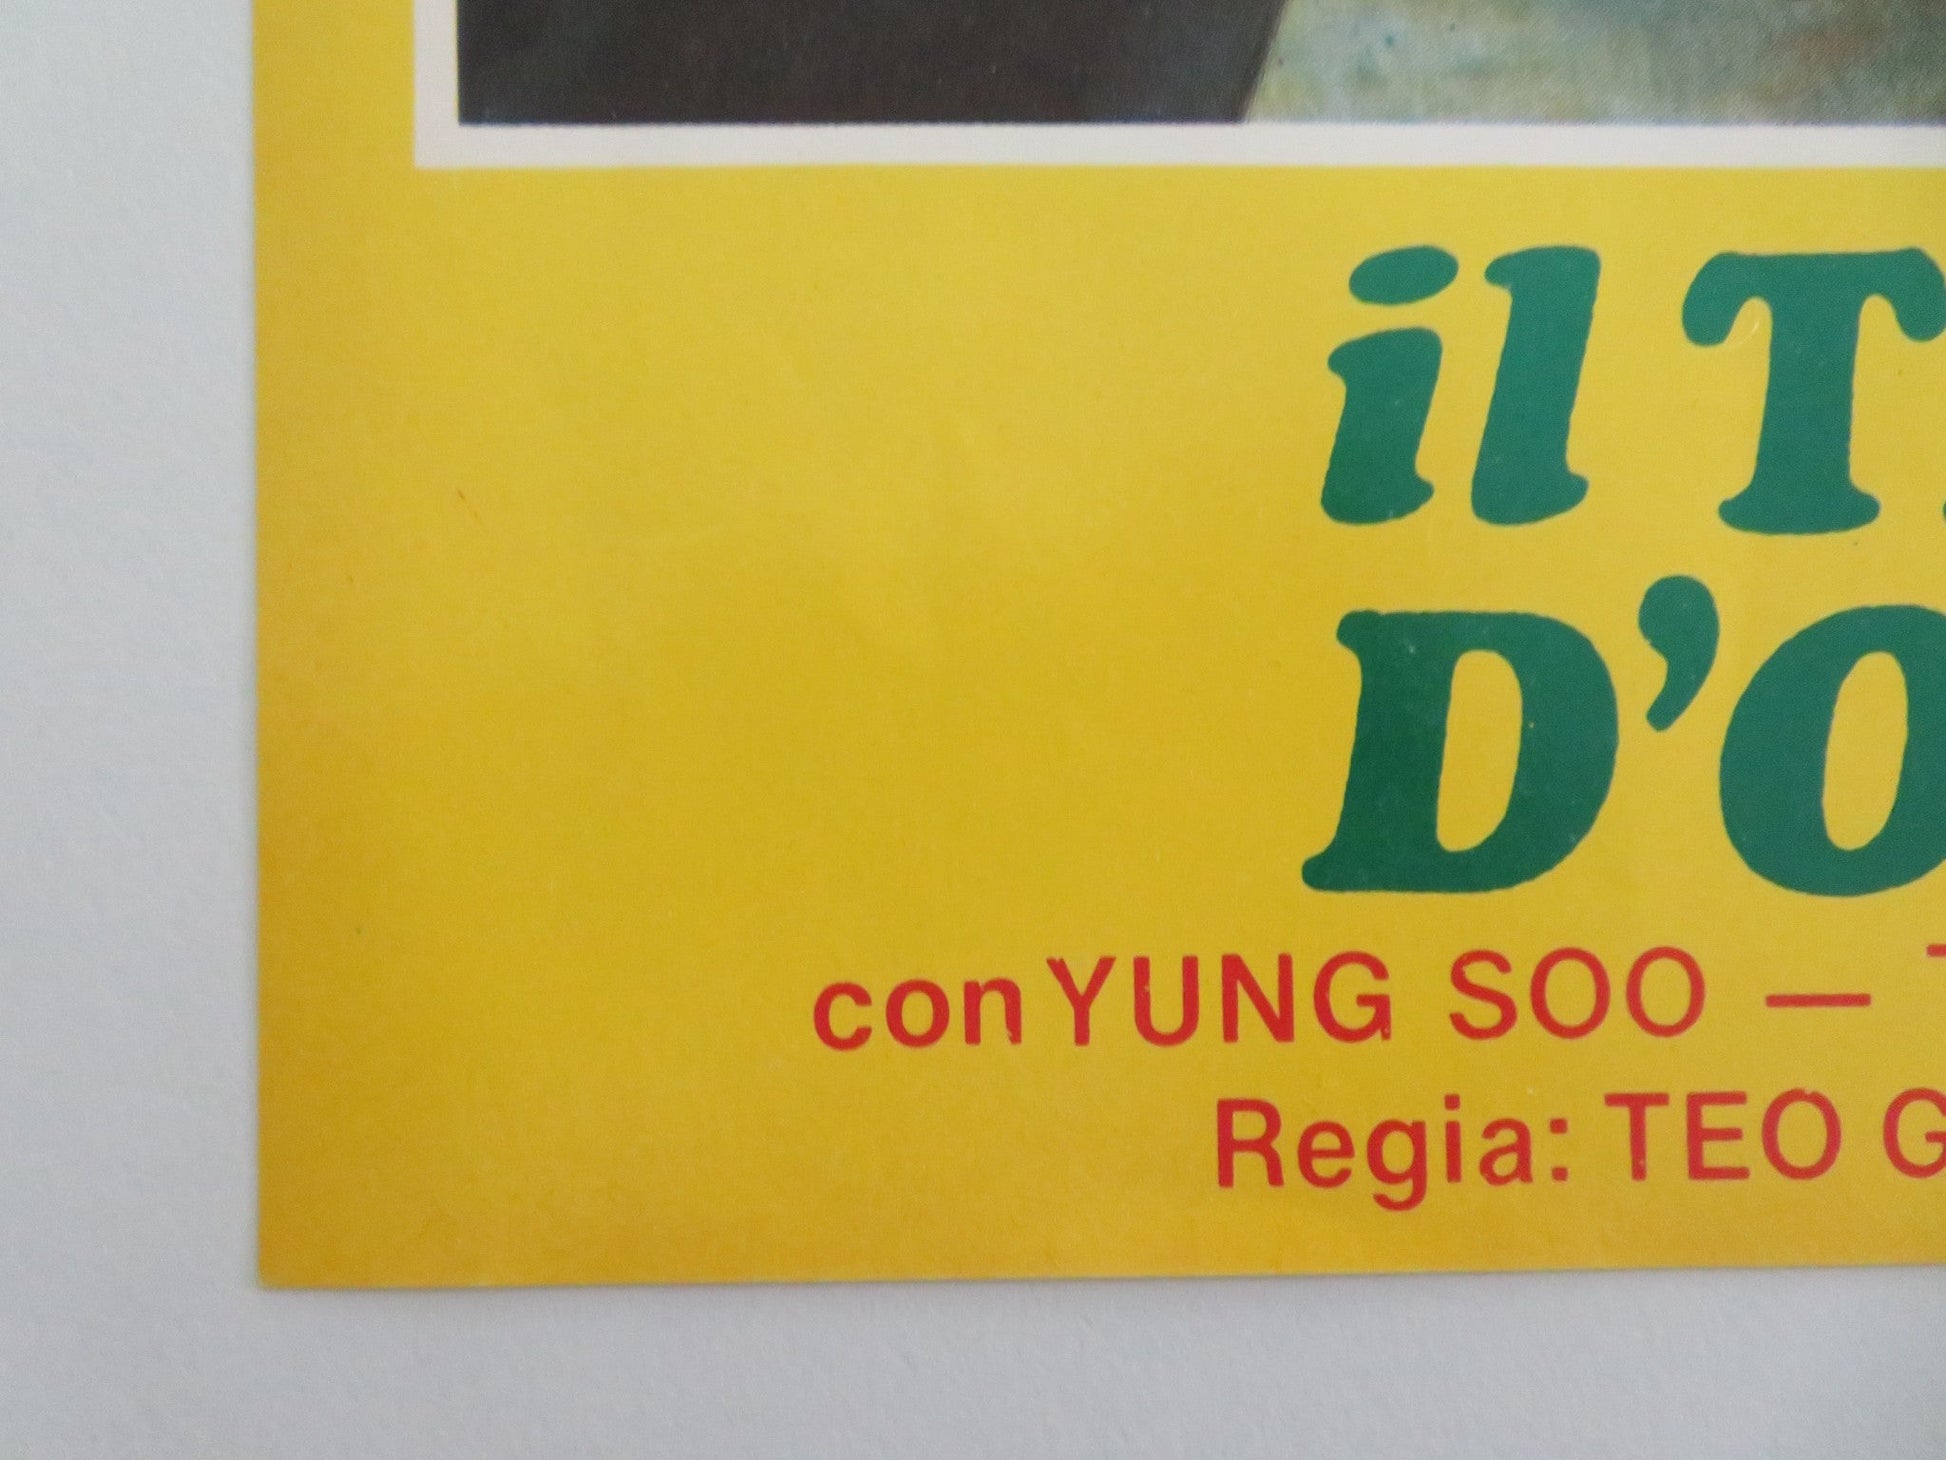 il T
D'O
con YUNG SOO —
Regia: TEO G